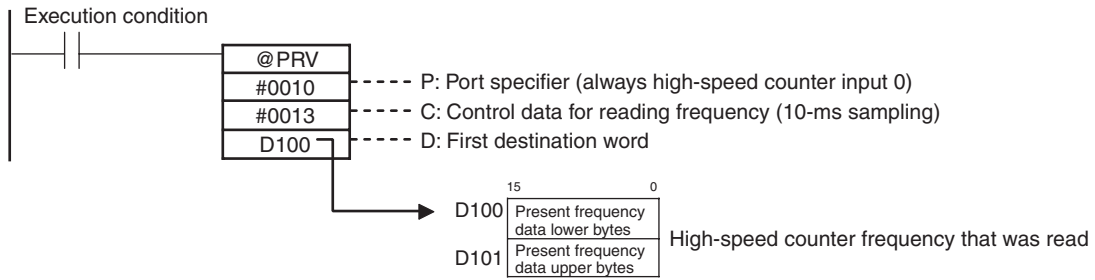 Execution condition
@PRV
#0010 P: Port specifier (always high-speed counter input 0)
#0013 C: Control data for reading frequency (10-ms sampling)
D100 D: First destination word
15 0
D100 Present frequency
data lower bytes
High-speed counter frequency that was read
D101 Present frequency
data upper bytes